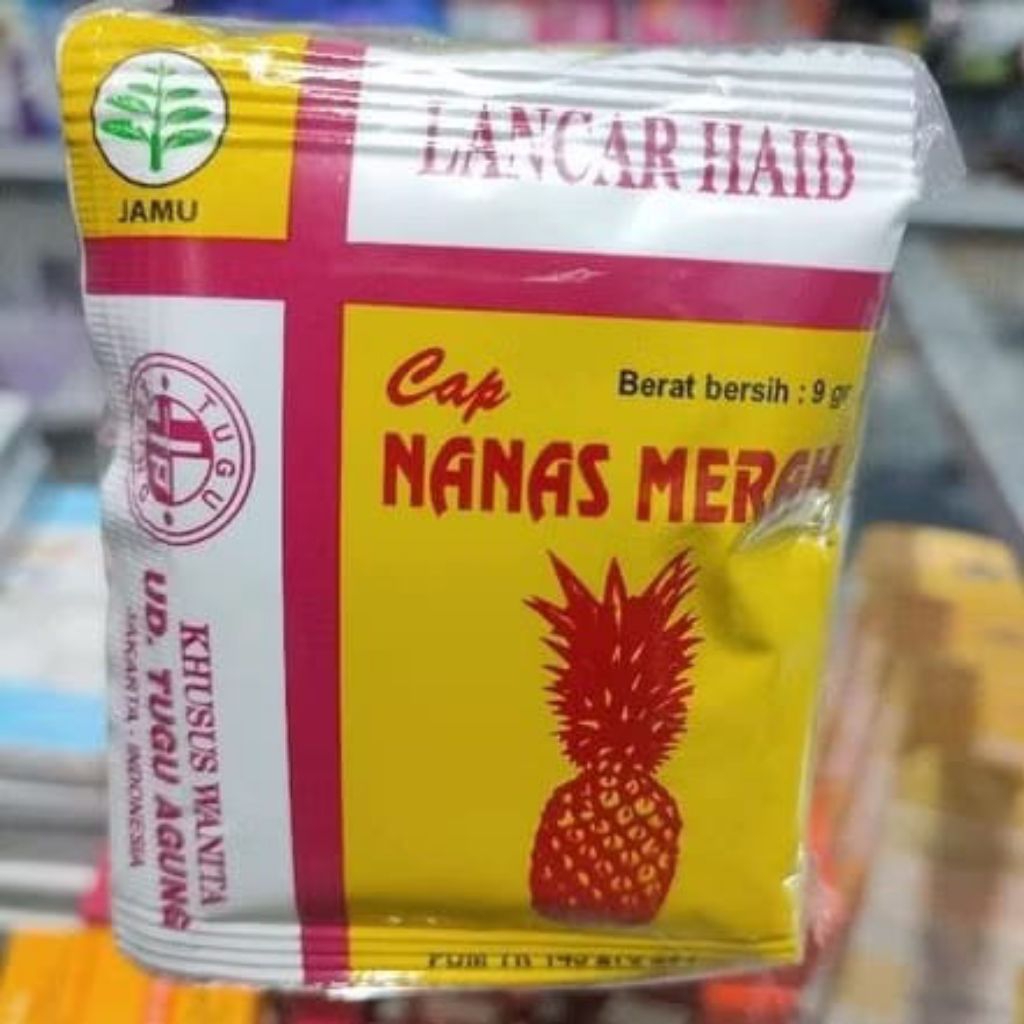 JAMU
LANCAR HAID
Cap
Berat bersih : 9 gr
NANAS MERAH
TUGU
KHUSUS WANITA
UD. TUGU AGUNG
JAKARTA - INDONESIA